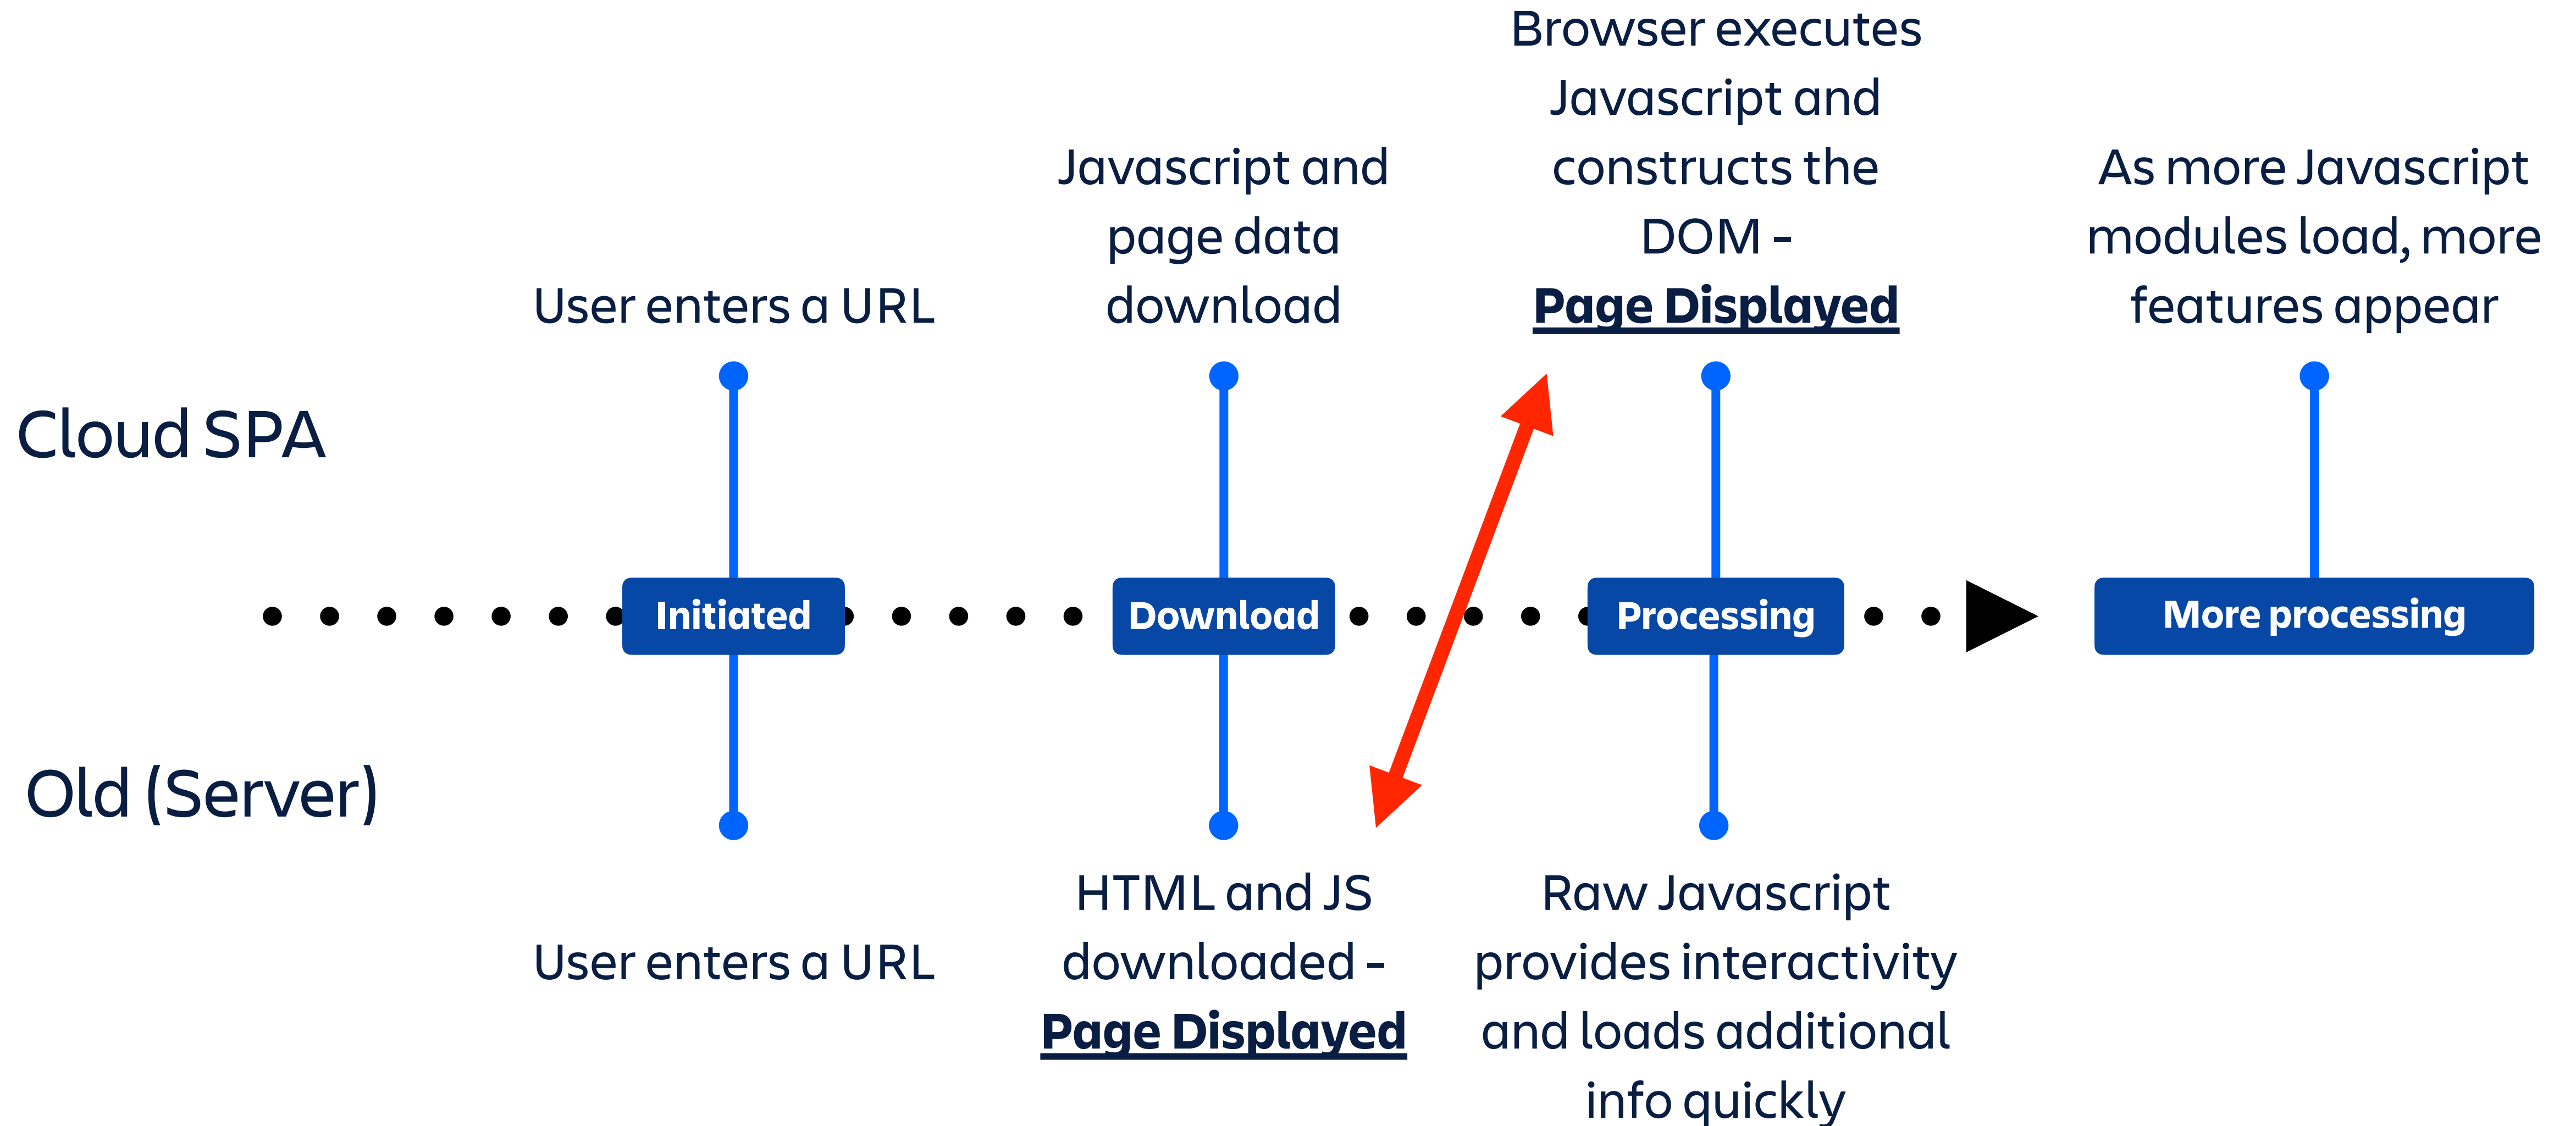 Browser executes
Javascript and
constructs the
DOM –
Page Displayed
Javascript and
page data
download
As more Javascript
modules load, more
features appear
User enters a URL
Cloud SPA
Initiated
Download
Processing
More processing
Old (Server)
User enters a URL
HTML and JS
downloaded –
Page Displayed
Raw Javascript
provides interactivity
and loads additional
info quickly